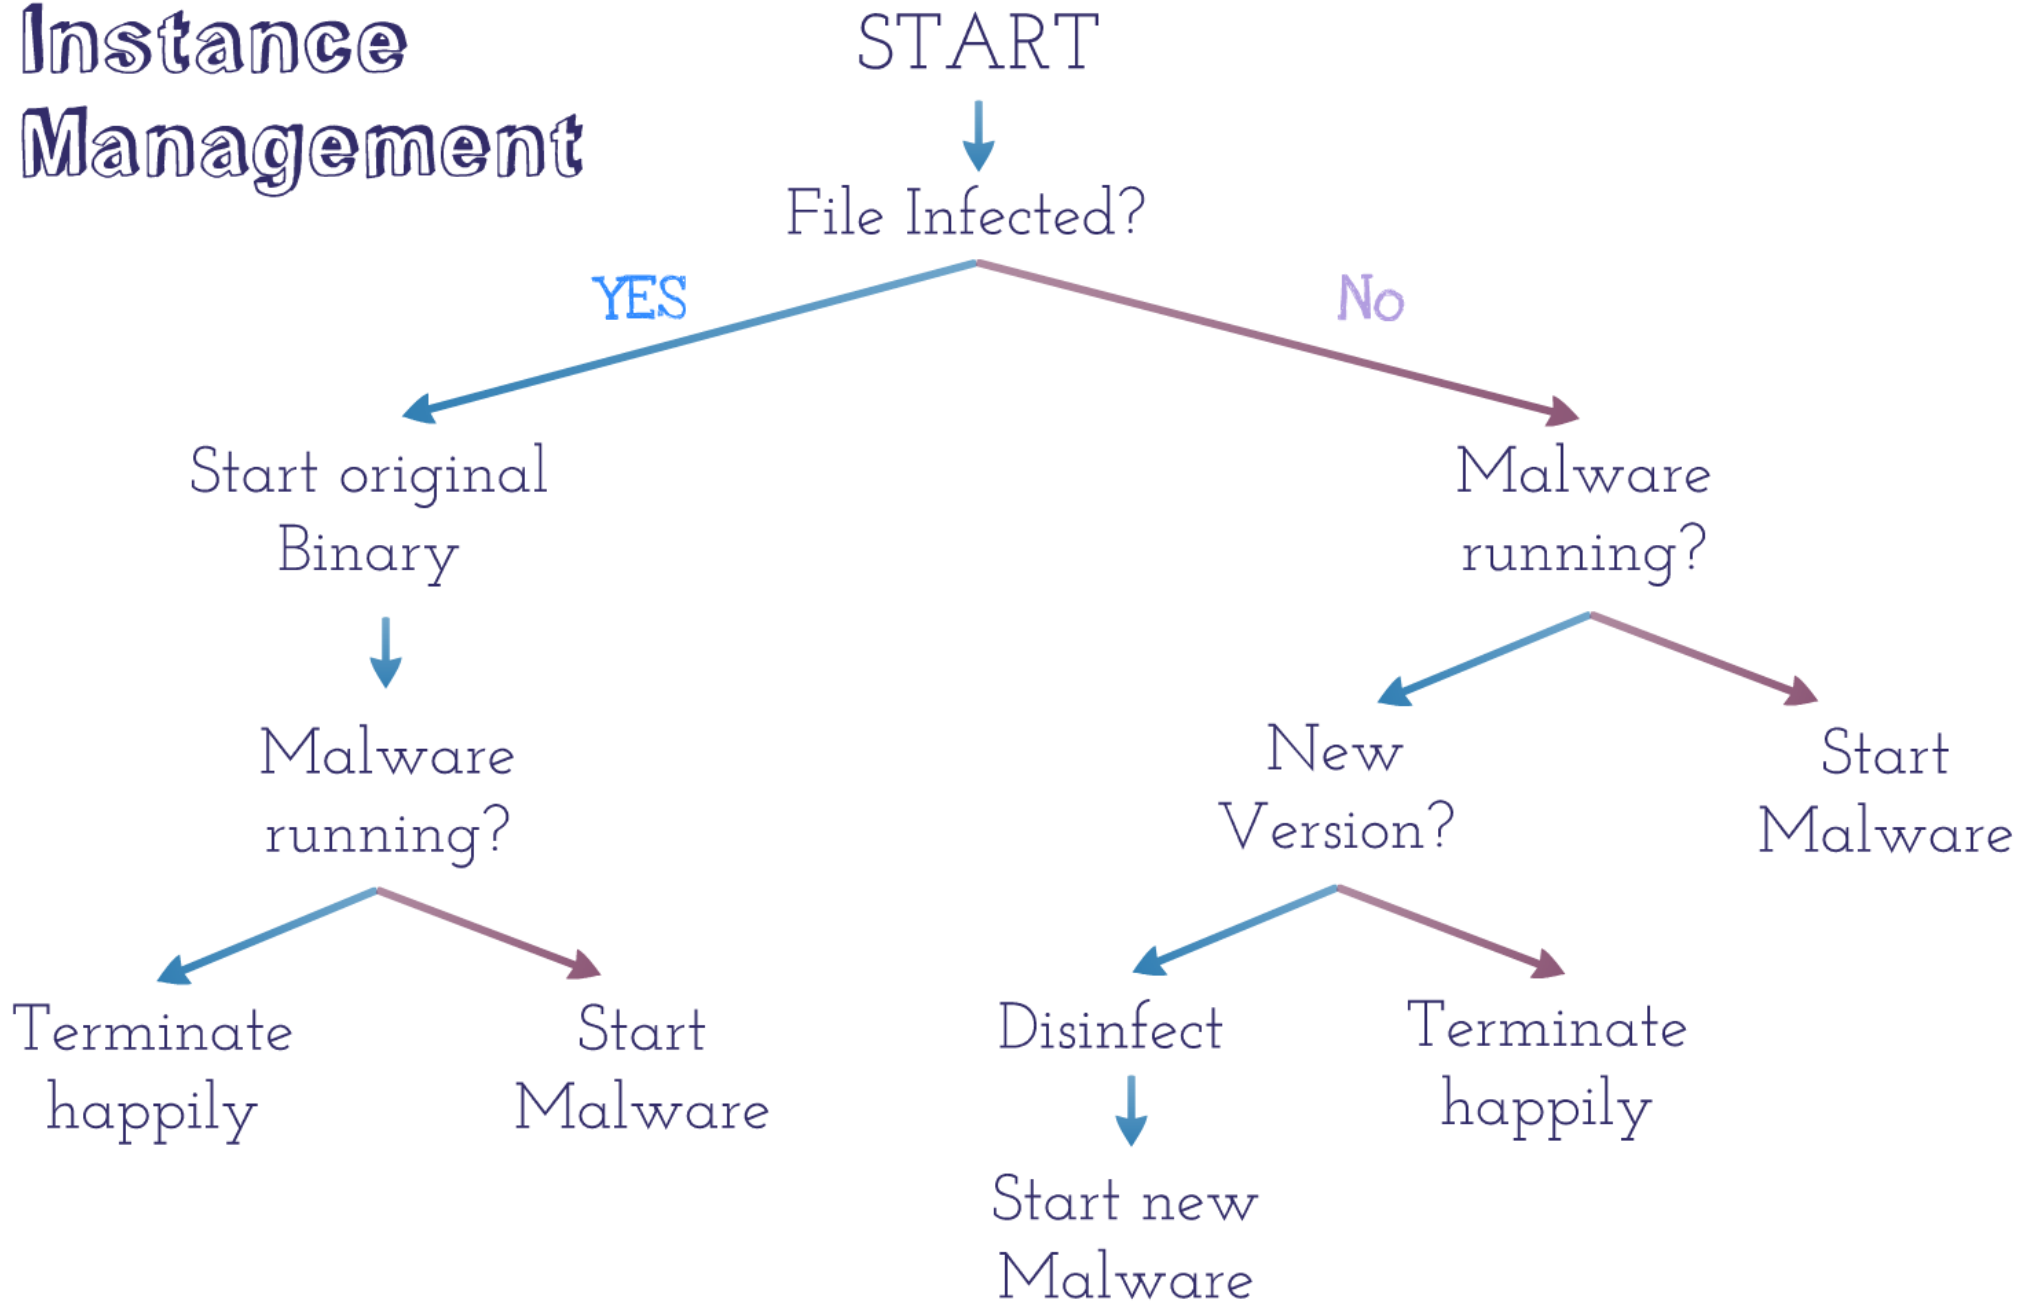 Instance
Management
START
File Infected?
YES
No
Start original
Binary
Malware
running?
Malware
running?
New
Version?
Start
Malware
Terminate
happily
Start
Malware
Disinfect
Terminate
happily
Start new
Malware